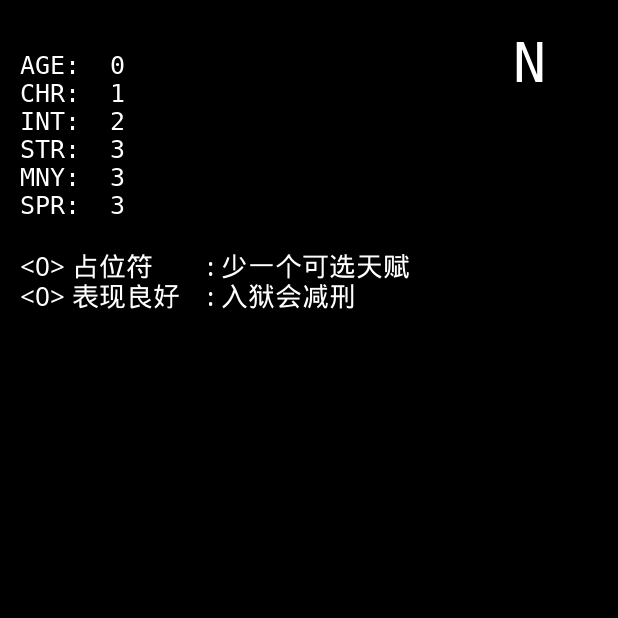 N
AGE: 0
CHR: 1
INT: 2
STR: 3
MNY: 3
SPR: 3
<O> 占位符 :少一个可选天赋
<O> 表现良好 :入狱会减刑